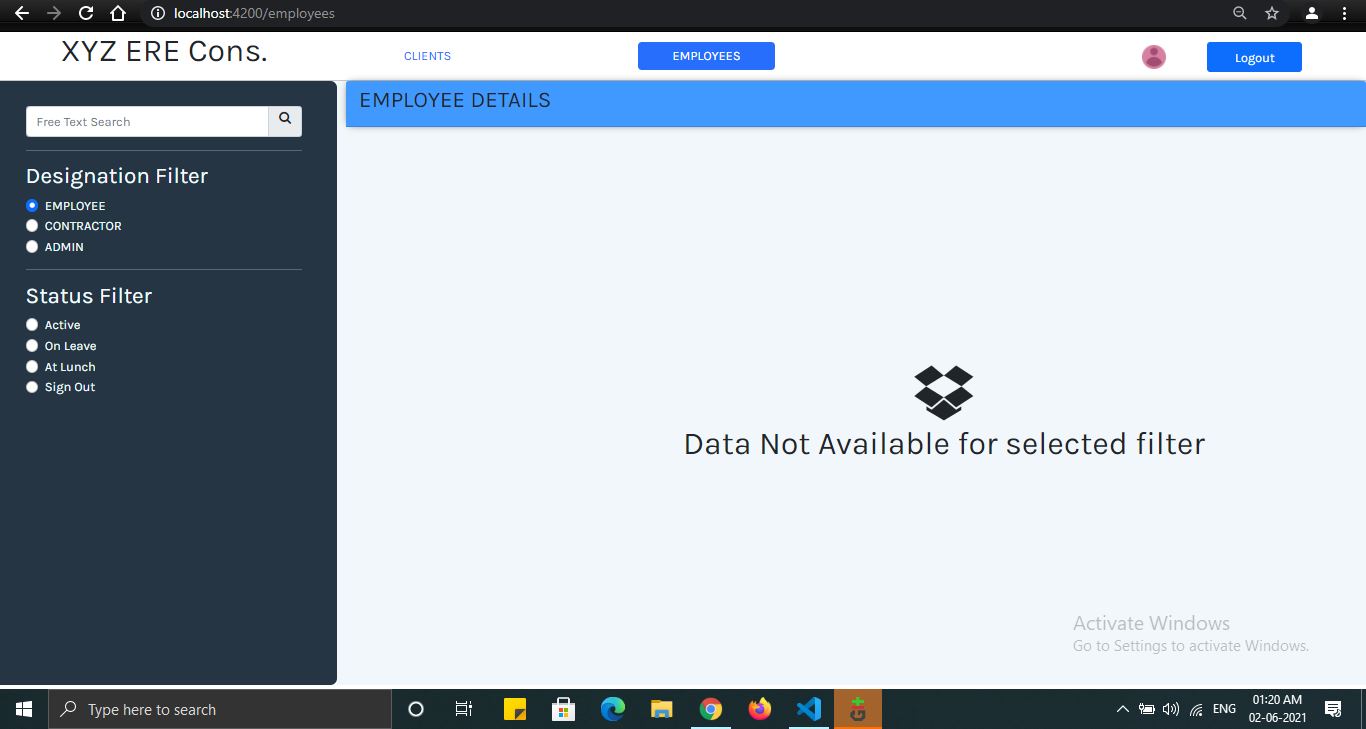 localhost:4200/employees
XYZ ERE Cons.
CLIENTS
EMPLOYEES
Logout
EMPLOYEE DETAILS
Free Text Search
Designation Filter
EMPLOYEE
CONTRACTOR
ADMIN
Status Filter
Active
On Leave
At Lunch
Sign Out
Data Not Available for selected filter
Activate Windows
Go to Settings to activate Windows.
Type here to search
ENG
01:20 AM
02-06-2021